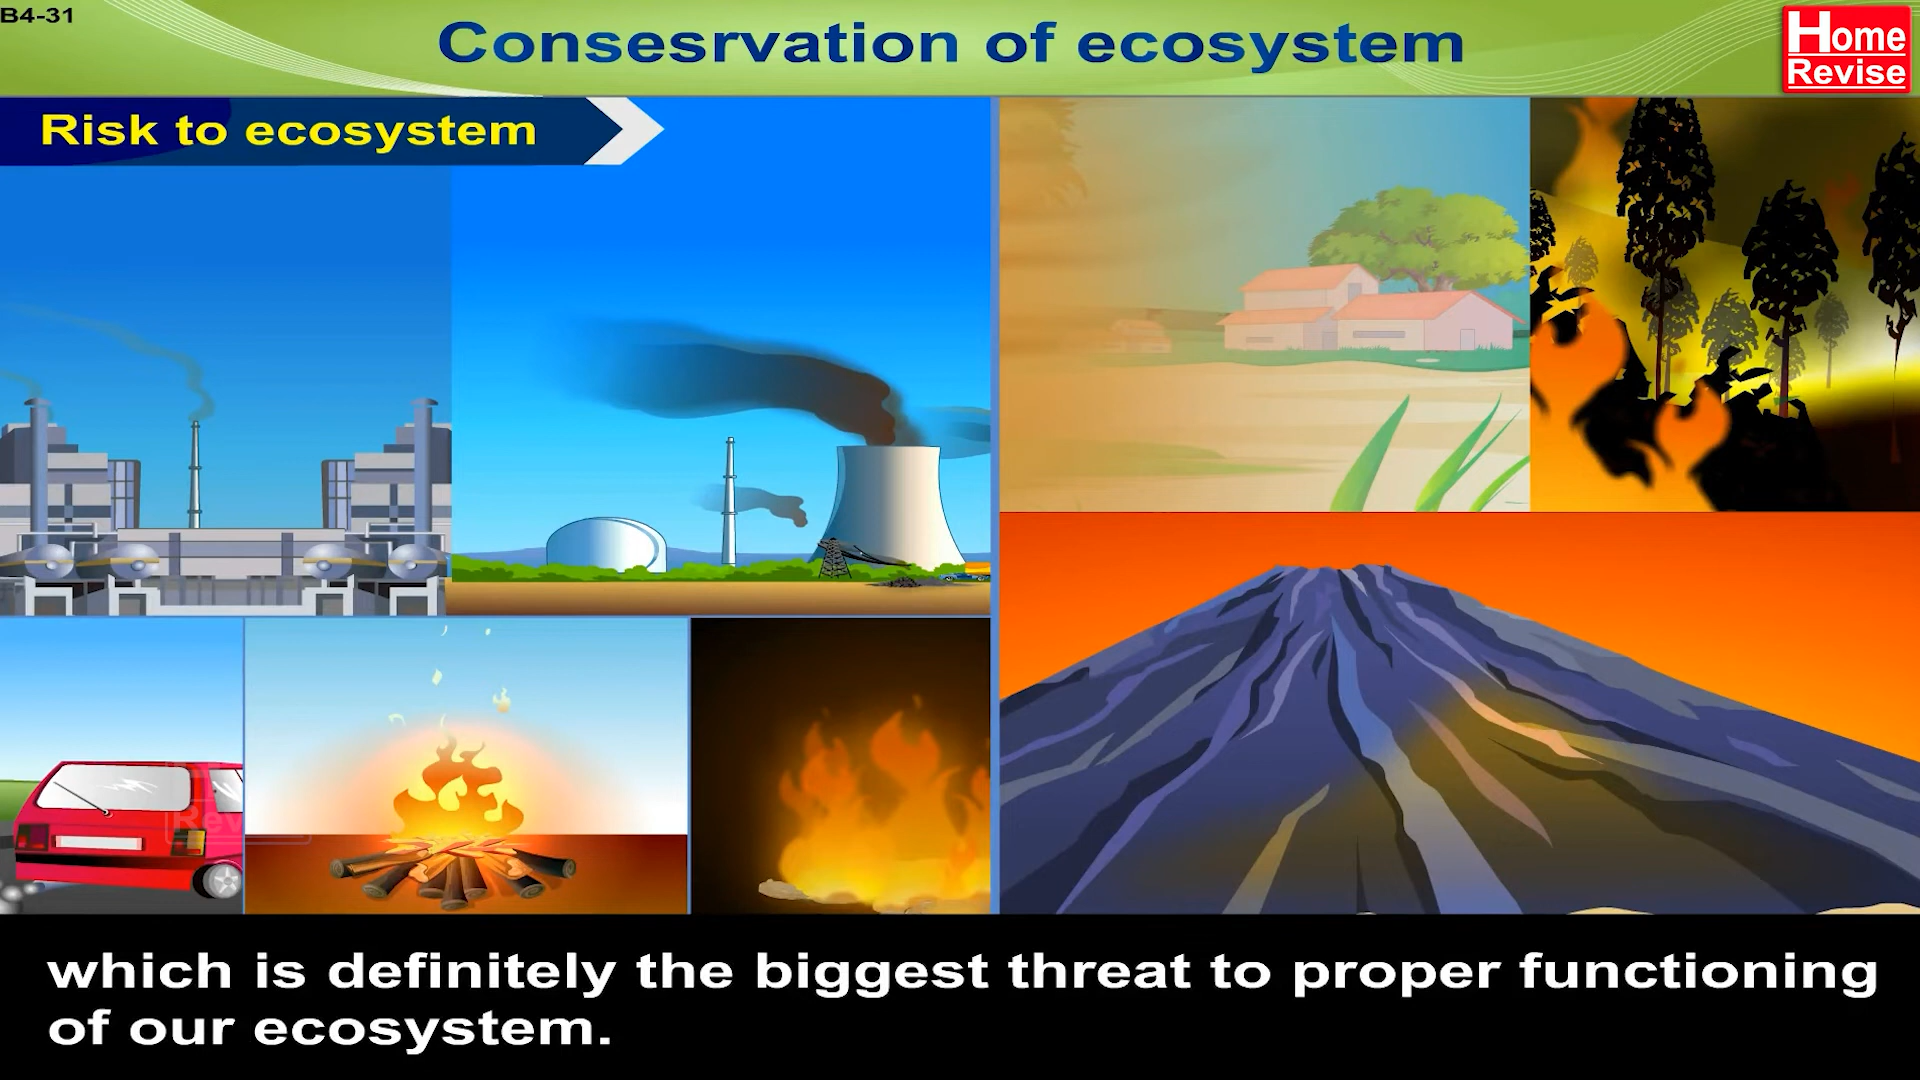 B4-31
Consesrvation of ecosystem
Home
Revise
Risk to ecosystem
which is definitely the biggest threat to proper functioning
of our ecosystem.